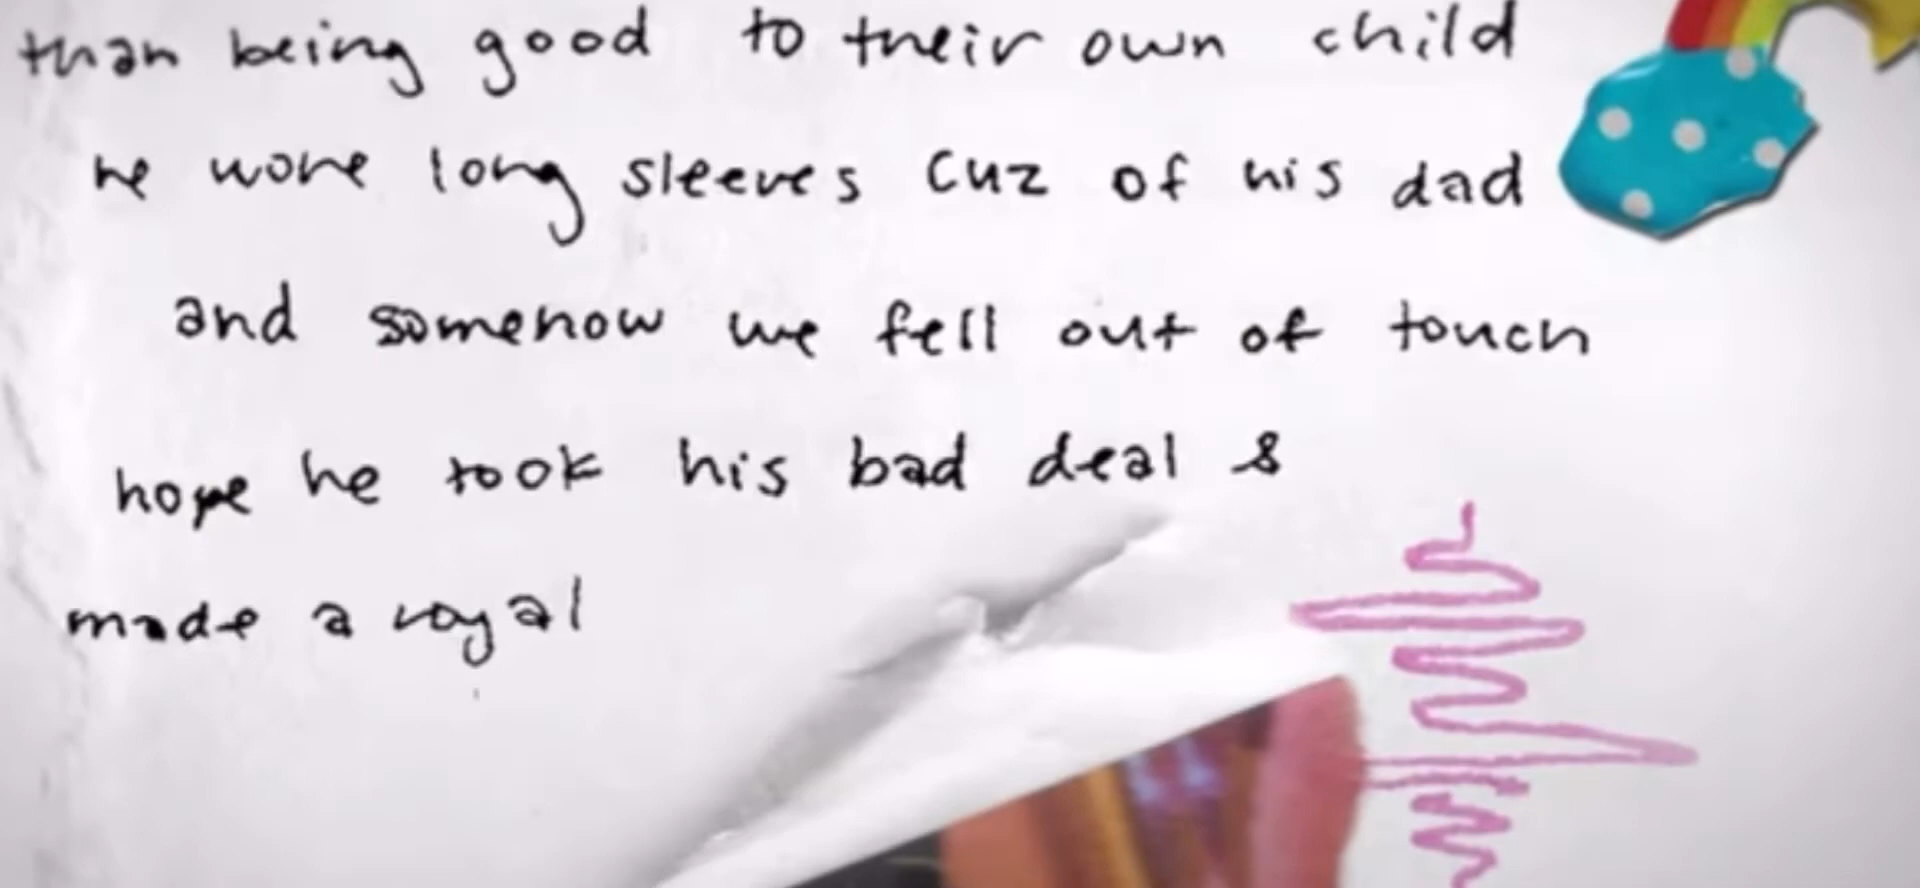 than being good to their own child
he wore long sleeves cuz of his dad
and somehow we fell out of touch
hope he took his bad deal &
made a royal